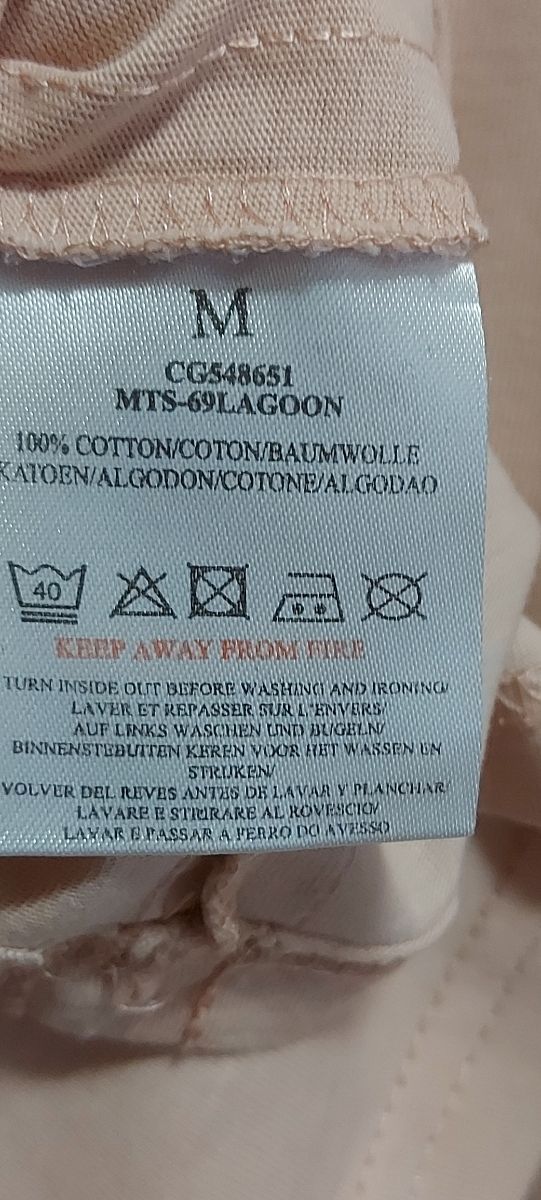 M
CG548651
MTS-69LAGOON
100% COTTON/COTON/BAUMWOLLE
KATOEN/ALGODON/COTONE/ALGODAO
40
KEEP AWAY FROM FIRE
TURN INSIDE OUT BEFORE WASHING AND IRONING/
LAVER ET REPASSER SUR L'ENVERS/
AUF LINKS WASCHEN UND BUGELN/
BINNENSTEBUITEN KEREN VOOR HET WASSEN EN
STRIJKEN/
VOLVER DEL REVES ANTES DE LAVAR Y PLANCHAR/
LAVARE E STIRARE AL ROVESCIO/
LAVAR E PASSAR A FERRO DO AVESSO